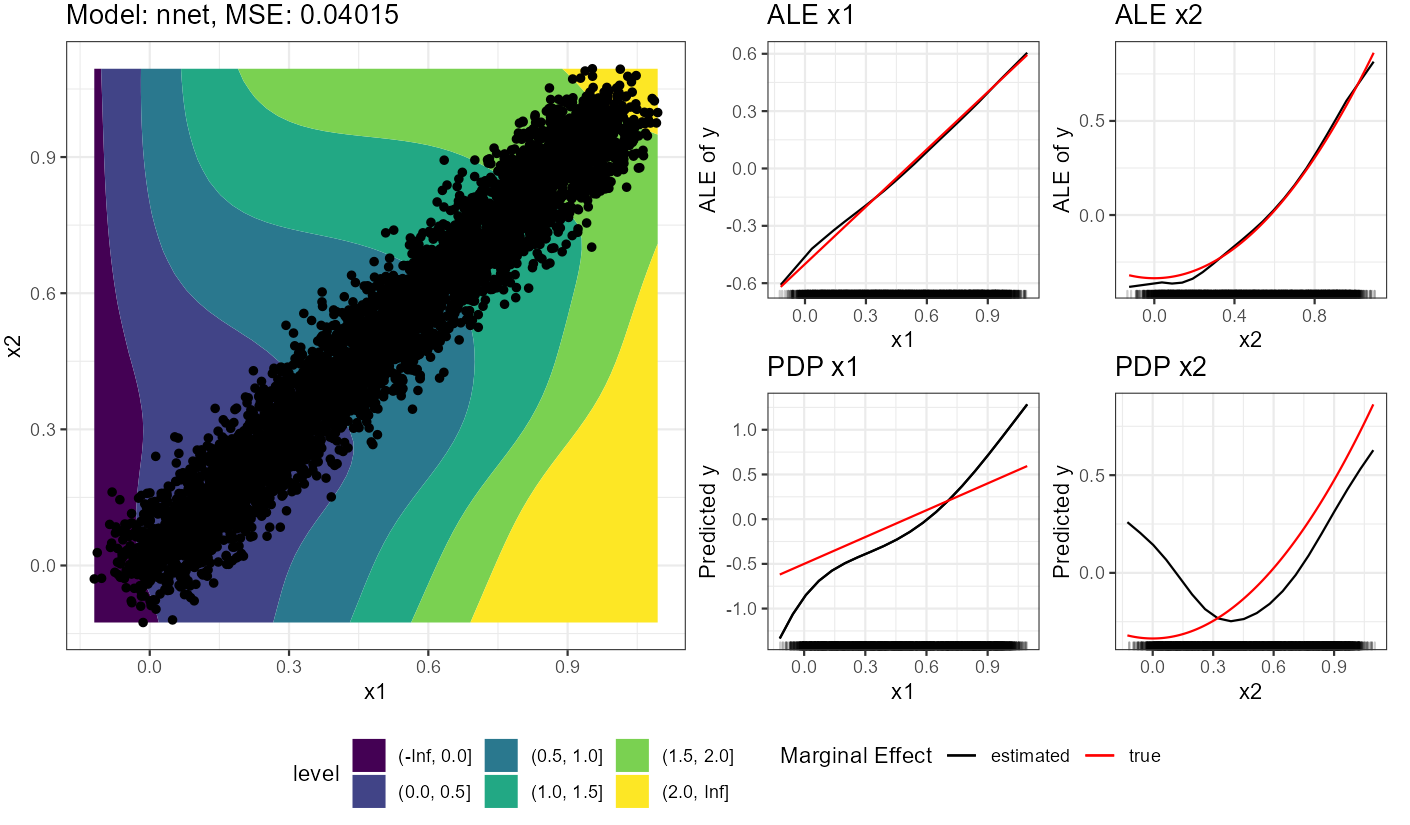 Model: nnet, MSE: 0.04015
x2
0.9
0.6
0.3
0.0
0.0 0.3 0.6 0.9
x1
ALE x1
ALE of y
0.6
0.3
0.0
-0.3
-0.6
0.0 0.3 0.6 0.9
x1
ALE x2
ALE of y
0.5
0.0
0.0 0.4 0.8
x2
PDP x1
Predicted y
1.0
0.5
0.0
-0.5
-1.0
0.0 0.3 0.6 0.9
x1
PDP x2
Predicted y
0.5
0.0
0.0 0.3 0.6 0.9
x2
level
(-Inf, 0.0] (0.5, 1.0] (1.5, 2.0]
(0.0, 0.5] (1.0, 1.5] (2.0, Inf]
Marginal Effect estimated true